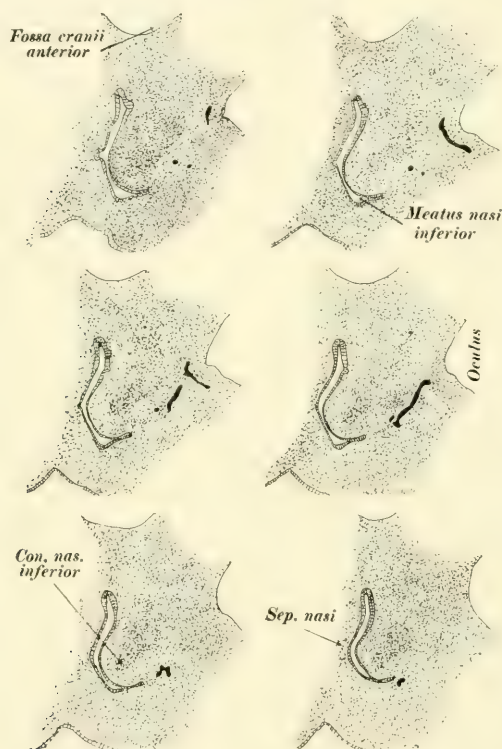 Fossa cranii
anterior
Meatus nasi
inferior
Oculus
Con. nas.
inferior
Sep. nasi